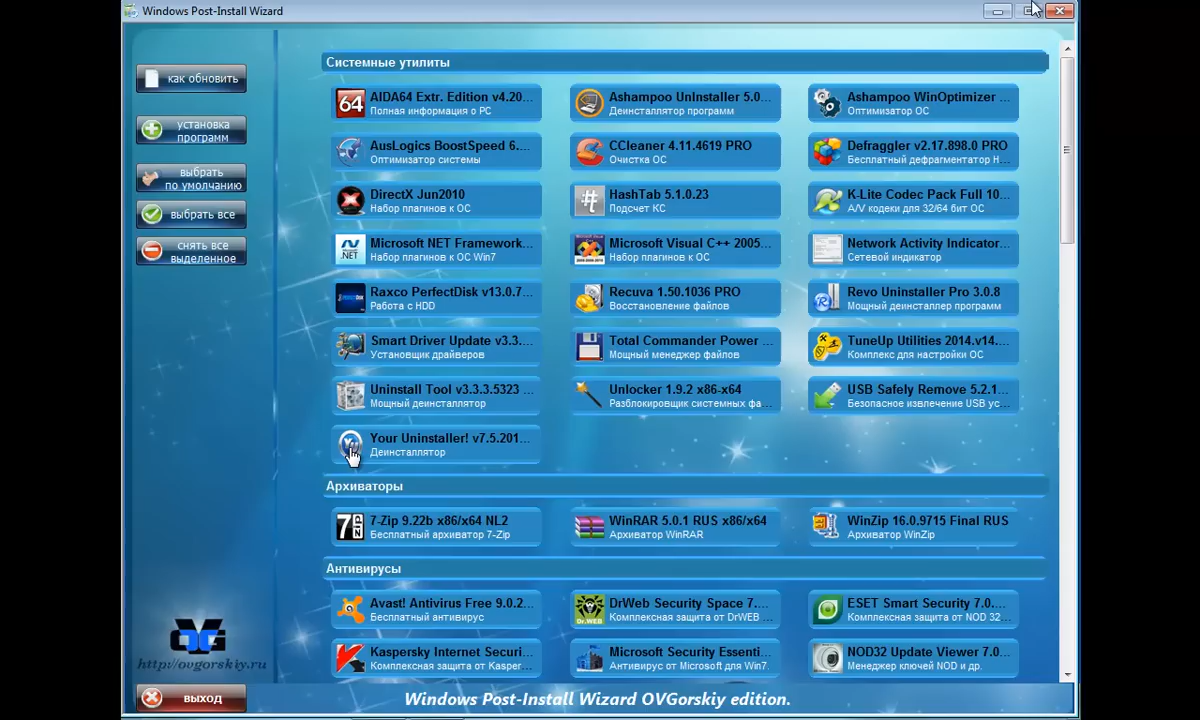 Windows Post-Install Wizard
как обновить
установка
программ
выбрать
по умолчанию
выбрать все
снять все
выделенное
Системные утилиты
AIDA64 Extr. Edition v4.20...
Полная информация о PC
Ashampoo UnInstaller 5.0...
Деинсталлятор программ
Ashampoo WinOptimizer ...
Оптимизатор ОС
AusLogics BoostSpeed 6....
Оптимизатор системы
CCleaner 4.11.4619 PRO
Очистка ОС
Defraggler v2.17.898.0 PRO
Бесплатный дефрагментатор H...
DirectX Jun2010
Набор плагинов к ОС
HashTab 5.1.0.23
Подсчет КС
K-Lite Codec Pack Full 10...
A/V кодеки для 32/64 бит ОС
.NET
Microsoft NET Framework...
Набор плагинов к ОС Win7
Microsoft Visual C++ 2005...
Набор плагинов к ОС
Network Activity Indicator...
Сетевой индикатор
Raxco PerfectDisk v13.0.7...
Работа с HDD
Recuva 1.50.1036 PRO
Восстановление файлов
Revo Uninstaller Pro 3.0.8
Мощный деинсталлер программ
Smart Driver Update v3.3....
Установщик драйверов
Total Commander Power ...
Мощный менеджер файлов
TuneUp Utilities 2014.v14....
Комплекс для настройки ОС
Uninstall Tool v3.3.3.5323 ...
Мощный деинсталлятор
Unlocker 1.9.2 x86-x64
Разблокировщик системных фа...
USB Safely Remove 5.2.1...
Безопасное извлечение USB ус...
Your Uninstaller! v7.5.201...
Деинсталлятор
Архиваторы
7-Zip 9.22b x86/x64 NL2
Бесплатный архиватор 7-Zip
WinRAR 5.0.1 RUS x86/x64
Архиватор WinRAR
WinZip 16.0.9715 Final RUS
Архиватор WinZip
Антивирусы
Avast! Antivirus Free 9.0.2...
Бесплатный антивирус
Dr.WEB
DrWeb Security Space 7....
Комплексная защита от DrWEB ...
ESET Smart Security 7.0....
Комплексная защита от NOD 32...
Kaspersky Internet Securi...
Комплексная защита от Kasper...
Microsoft Security Essenti...
Антивирус от Microsoft для Win7.
NOD32 Update Viewer 7.0...
Менеджер ключей NOD и др.
OVG
http://ovgorskiy.ru
выход
Windows Post-Install Wizard OVGorskiy edition.